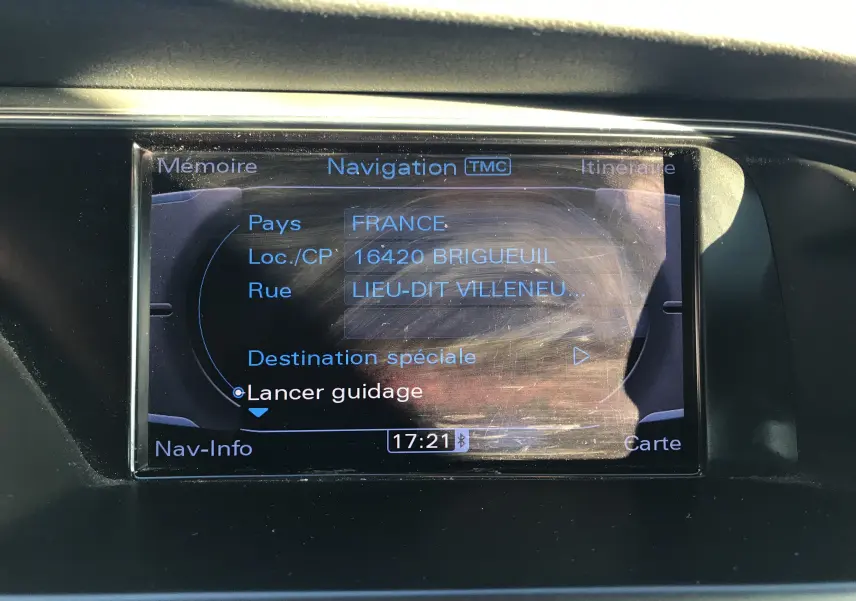 Mémoire Navigation TMC Itinéraire
Pays FRANCE
Loc./CP 16420 BRIGUEUIL
Rue LIEU-DIT VILLENEU...
Destination spéciale
Lancer guidage
Nav-Info 17:21 Carte